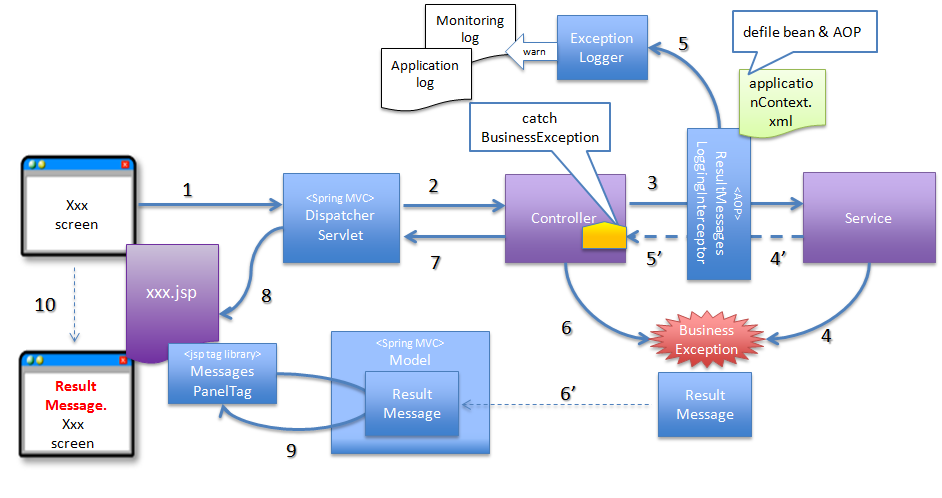 Monitoring
log
Application
log
warn
Exception
Logger
5
defile bean & AOP
applicatio
nContext.
xml
catch
BusinessException
Xxx
screen
1
<Spring MVC>
Dispatcher
Servlet
2
Controller
3
<AOP>
ResultMessages
LoggingInterceptor
Service
7
5’
4’
10
xxx.jsp
8
6
Business
Exception
4
Result
Message.
Xxx
screen
<jsp tag library>
Messages
PanelTag
9
<Spring MVC>
Model
Result
Message
6’
Result
Message